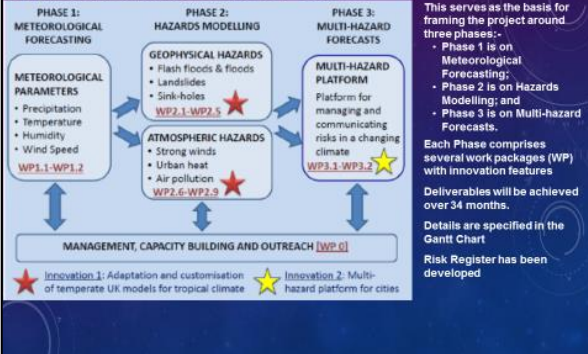 PHASE 1:
METEOROLOGICAL
FORECASTING
METEOROLOGICAL
PARAMETERS
• Precipitation
• Temperature
• Humidity
• Wind Speed
WP1.1-WP1.2
PHASE 2:
HAZARDS MODELLING
GEOPHYSICAL HAZARDS
• Flash floods & floods
• Landslides
• Sink-holes
WP2.1-WP2.5
ATMOSPHERIC HAZARDS
• Strong winds
• Urban heat
• Air pollution
WP2.6-WP2.9
PHASE 3:
MULTI-HAZARD
FORECASTS
MULTI-HAZARD
PLATFORM
Platform for
managing and
communicating
risks in a changing
climate
WP3.1-WP3.2
MANAGEMENT, CAPACITY BUILDING AND OUTREACH [WP 0]
Innovation 1: Adaptation and customisation
of temperate UK models for tropical climate
Innovation 2: Multi-
hazard platform for cities
This serves as the basis for
framing the project around
three phases:-
• Phase 1 is on
Meteorological
Forecasting;
• Phase 2 is on Hazards
Modelling; and
• Phase 3 is on Multi-hazard
Forecasts.
Each Phase comprises
several work packages (WP)
with innovation features
Deliverables will be achieved
over 34 months.
Details are specified in the
Gantt Chart
Risk Register has been
developed